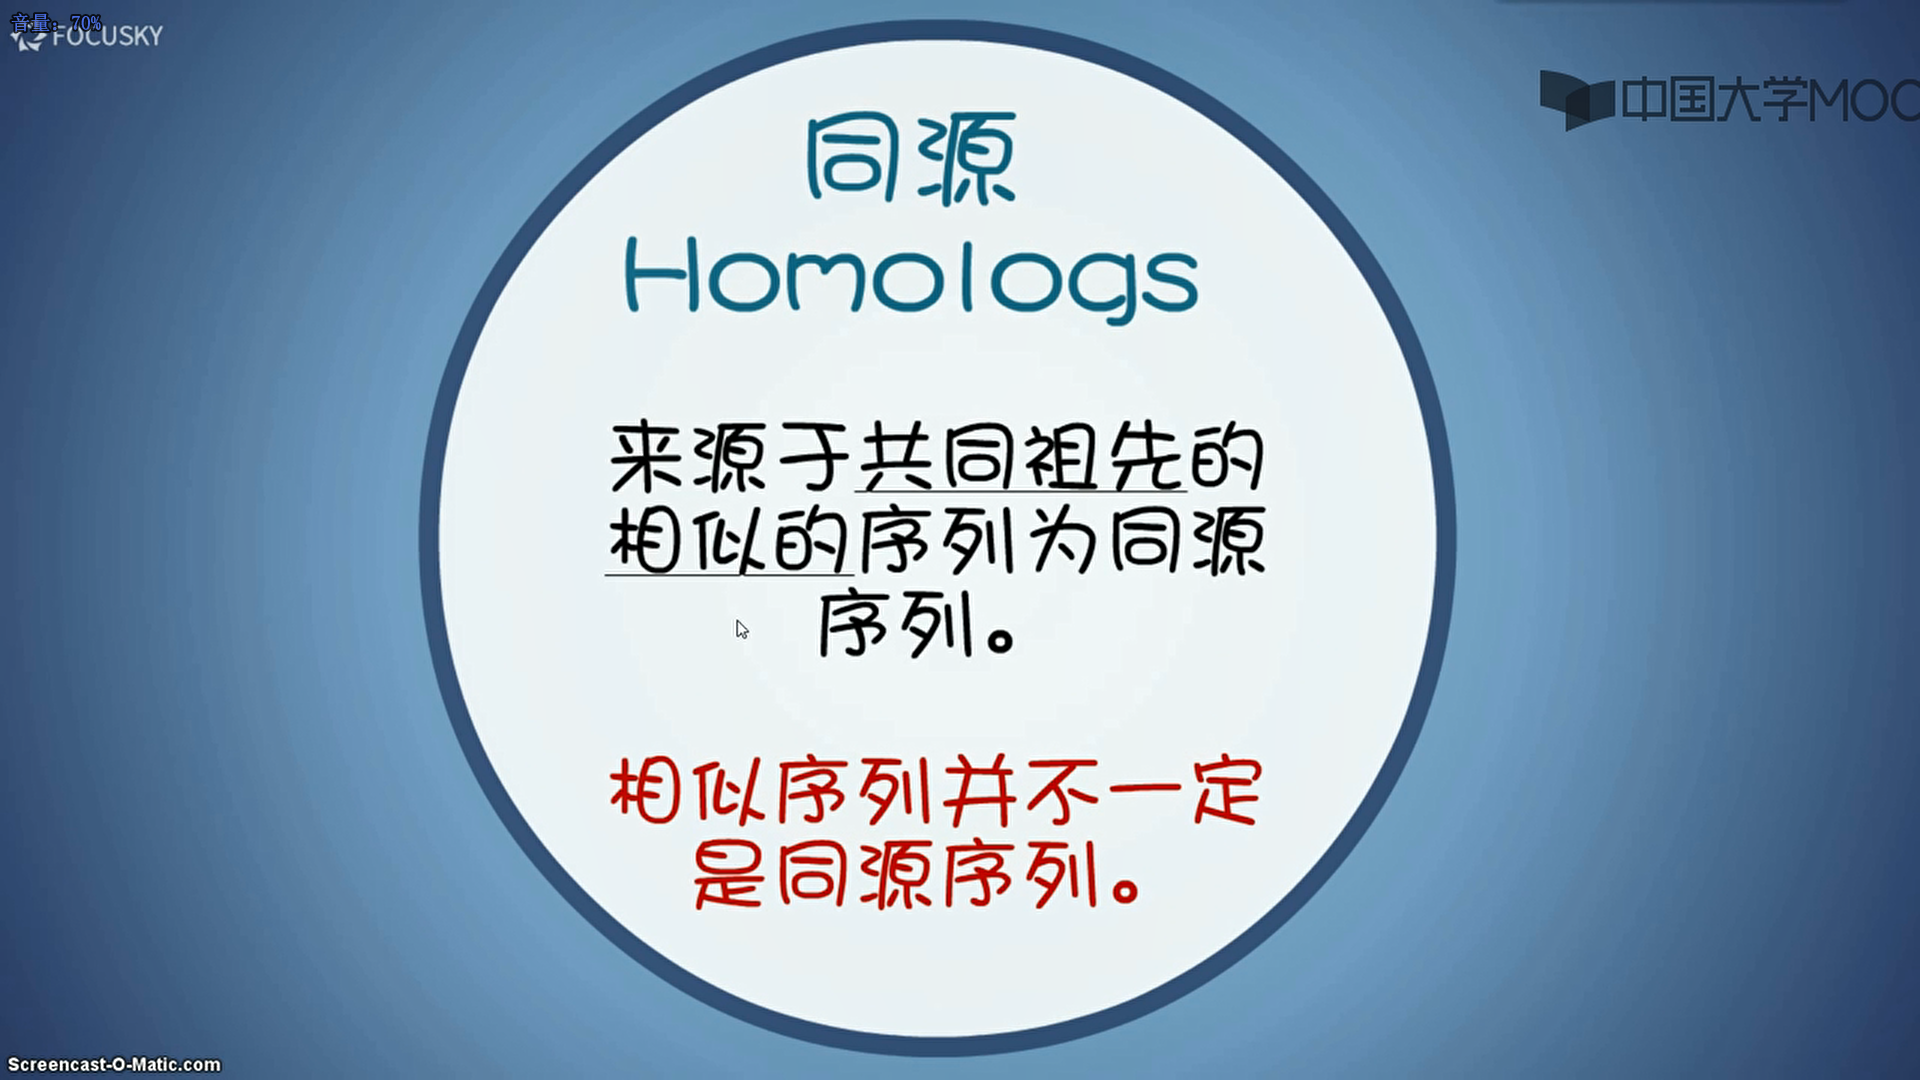 音量: 70%
FOCUSKY
中国大学MOOC
同源
Homologs
来源于共同祖先的
相似的序列为同源
序列。
相似序列并不一定
是同源序列。
Screencast-O-Matic.com